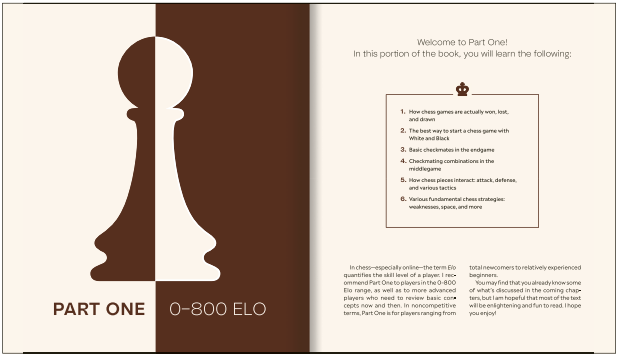 PART ONE 0–800 ELO
Welcome to Part One!
In this portion of the book, you will learn the following:
1. How chess games are actually won, lost,
and drawn
2. The best way to start a chess game with
White and Black
3. Basic checkmates in the endgame
4. Checkmating combinations in the
middlegame
5. How chess pieces interact: attack, defense,
and various tactics
6. Various fundamental chess strategies:
weaknesses, space, and more
In chess—especially online—the term Elo
quantifies the skill level of a player. I rec-
ommend Part One to players in the 0–800
Elo range, as well as to more advanced
players who need to review basic con-
cepts now and then. In noncompetitive
terms, Part One is for players ranging from
total newcomers to relatively experienced
beginners.
You may find that you already know some
of what's discussed in the coming chap-
ters, but I am hopeful that most of the text
will be enlightening and fun to read. I hope
you enjoy!